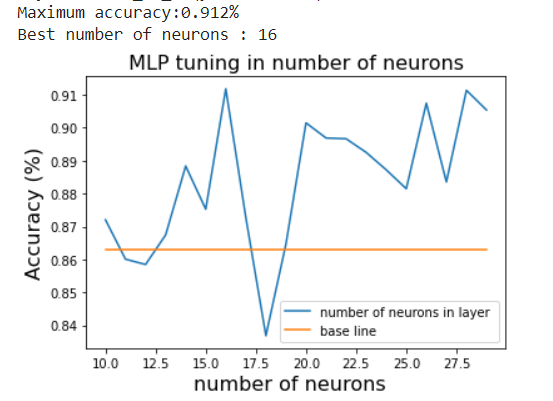 Maximum accuracy:0.912%
Best number of neurons : 16
MLP tuning in number of neurons
Accuracy (%)
0.91
0.90
0.89
0.88
0.87
0.86
0.85
0.84
number of neurons in layer
base line
10.0 12.5 15.0 17.5 20.0 22.5 25.0 27.5
number of neurons